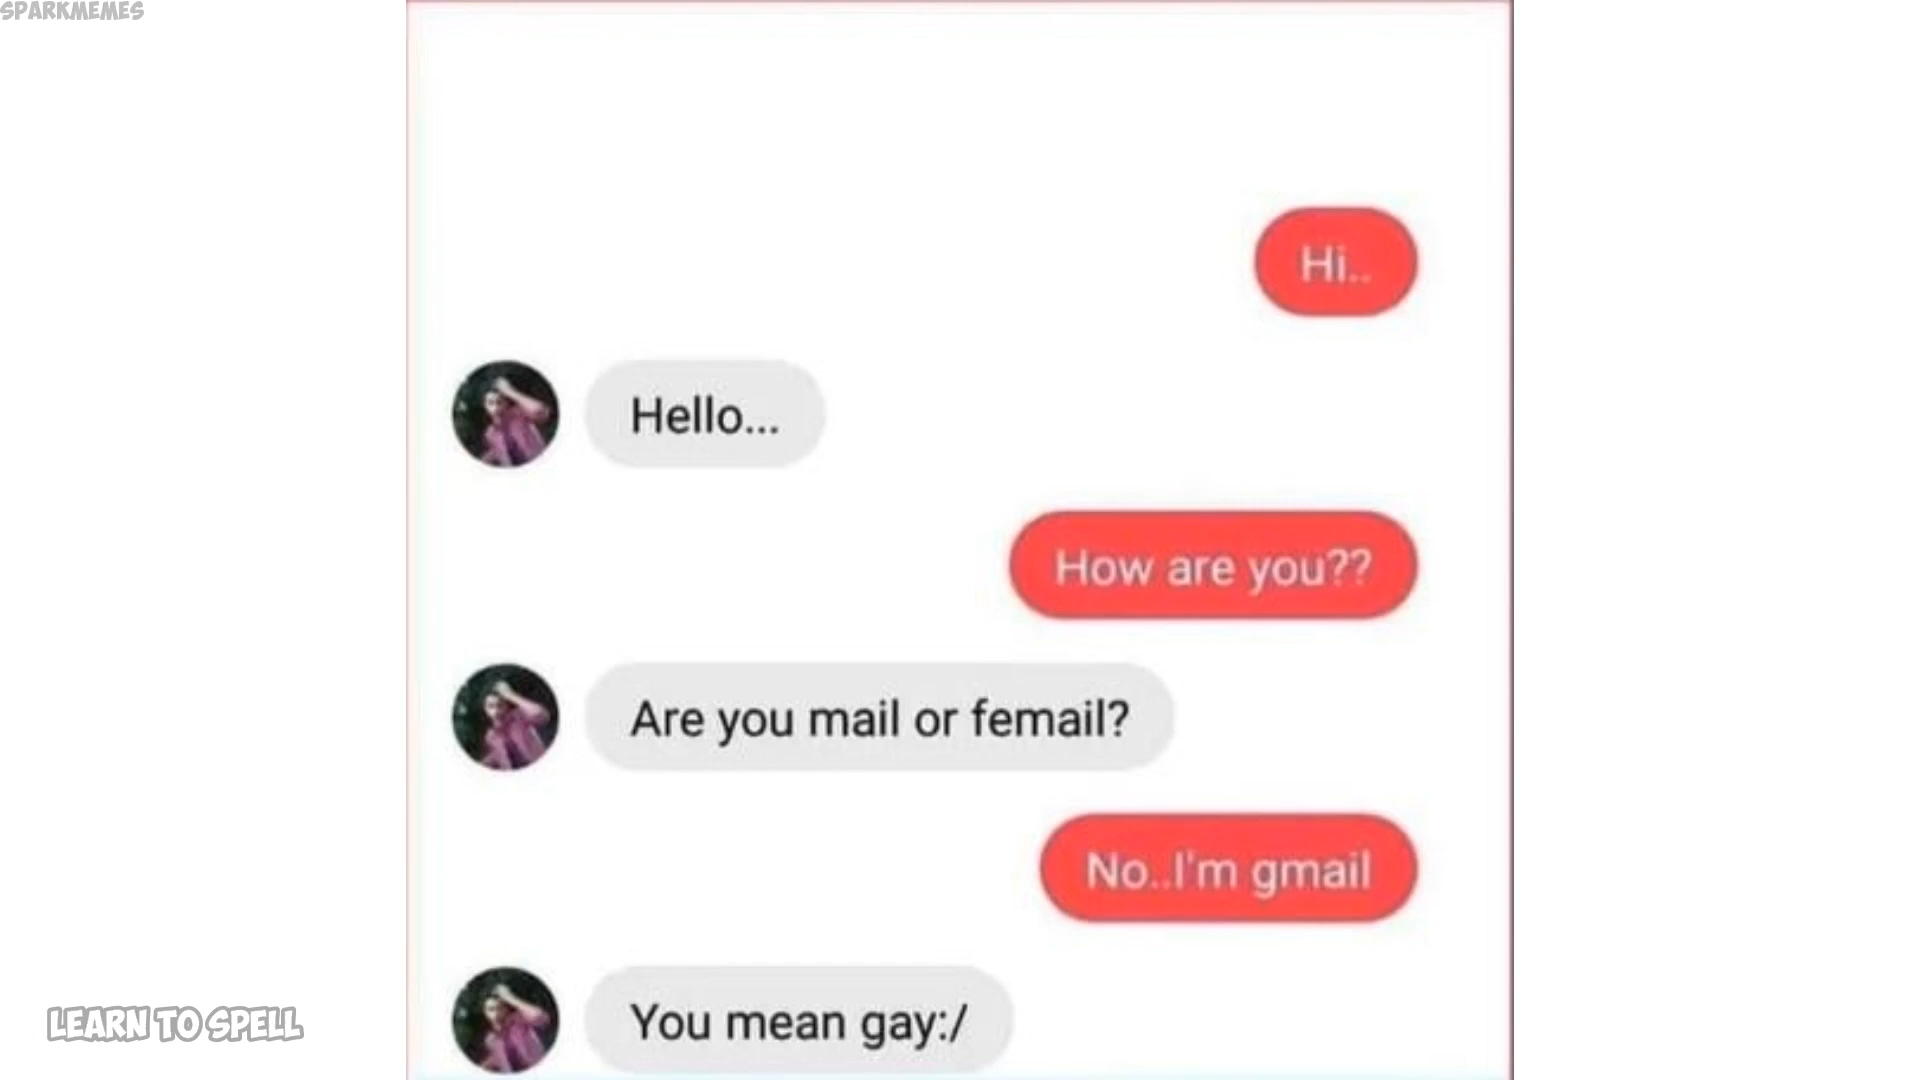 SPARKMEMES
Hi..
Hello...
How are you??
Are you mail or femail?
No..I'm gmail
You mean gay:/
LEARN TO SPELL